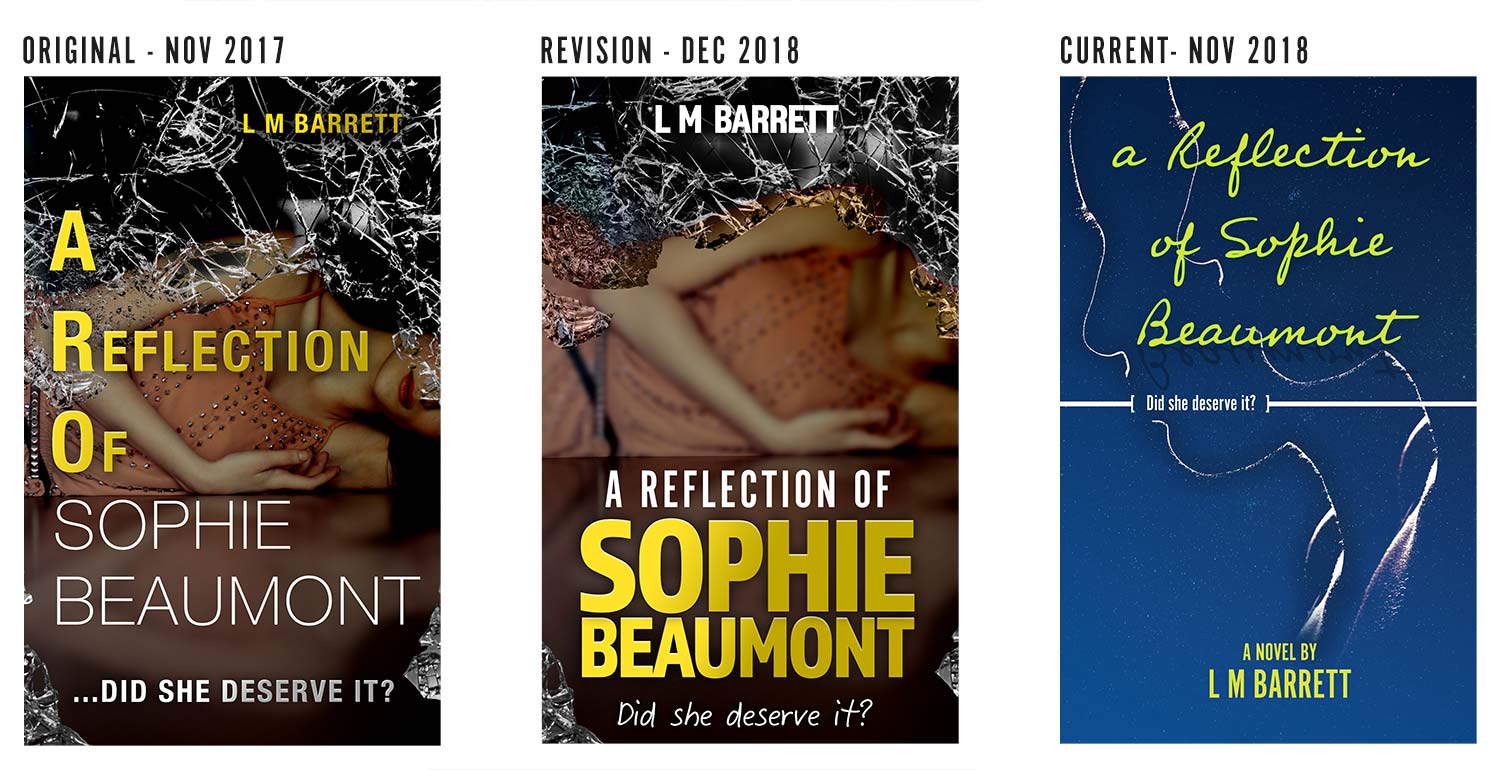 ORIGINAL - NOV 2017
L M BARRETT
A
REFLECTION
OF
SOPHIE
BEAUMONT
...DID SHE DESERVE IT?
REVISION - DEC 2018
L M BARRETT
A REFLECTION OF
SOPHIE
BEAUMONT
Did she deserve it?
CURRENT- NOV 2018
a Reflection
of Sophie
Beaumont
{ Did she deserve it? }
A NOVEL BY
L M BARRETT